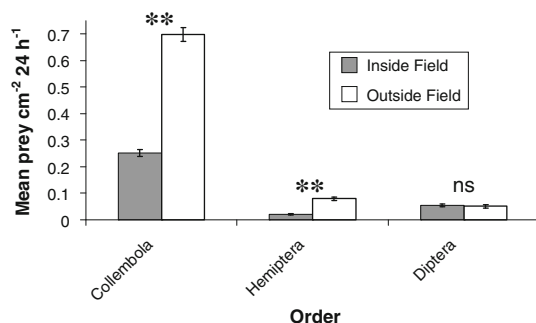 Mean prey cm⁻² 24 h⁻¹
0.7
0.6
0.5
0.4
0.3
0.2
0.1
0
**
**
ns
Inside Field
Outside Field
Collembola
Hemiptera
Diptera
Order